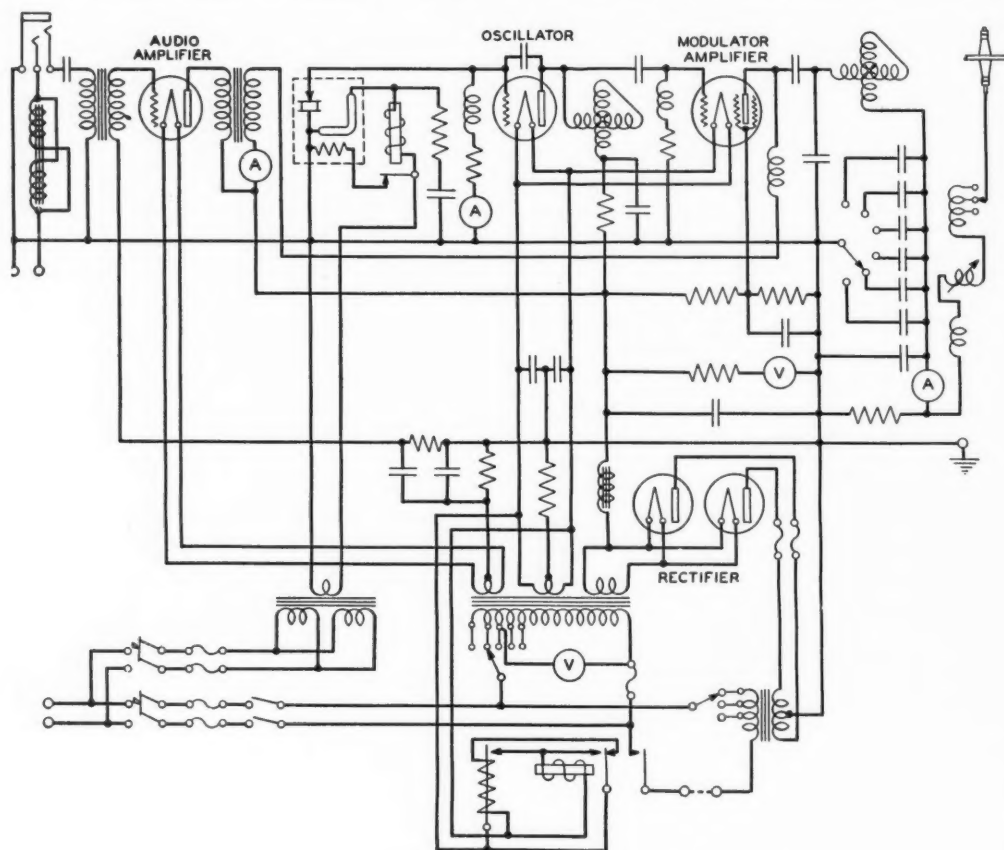 AUDIO
AMPLIFIER
OSCILLATOR
MODULATOR
AMPLIFIER
A
A
V
A
RECTIFIER
V